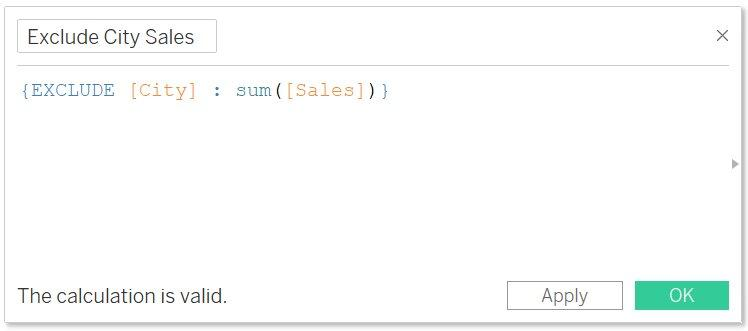 Exclude City Sales
{EXCLUDE [City] : sum([Sales])}
The calculation is valid.
Apply
OK